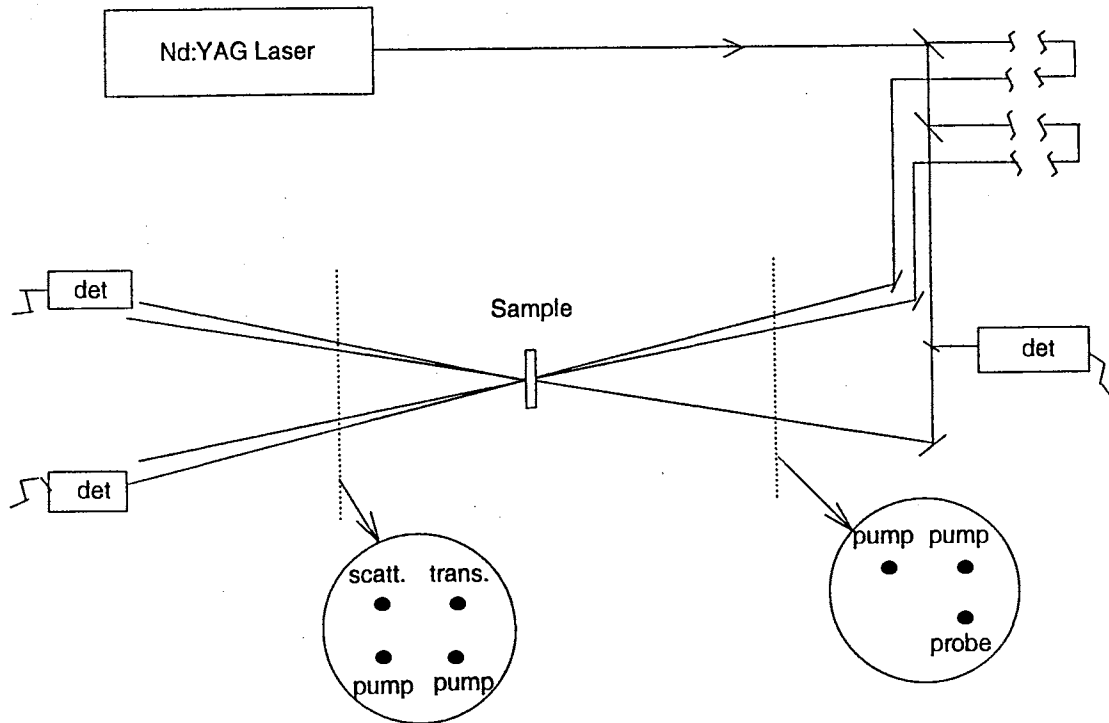 Nd:YAG Laser
det
Sample
det
det
pump pump
probe
scatt. trans.
pump pump